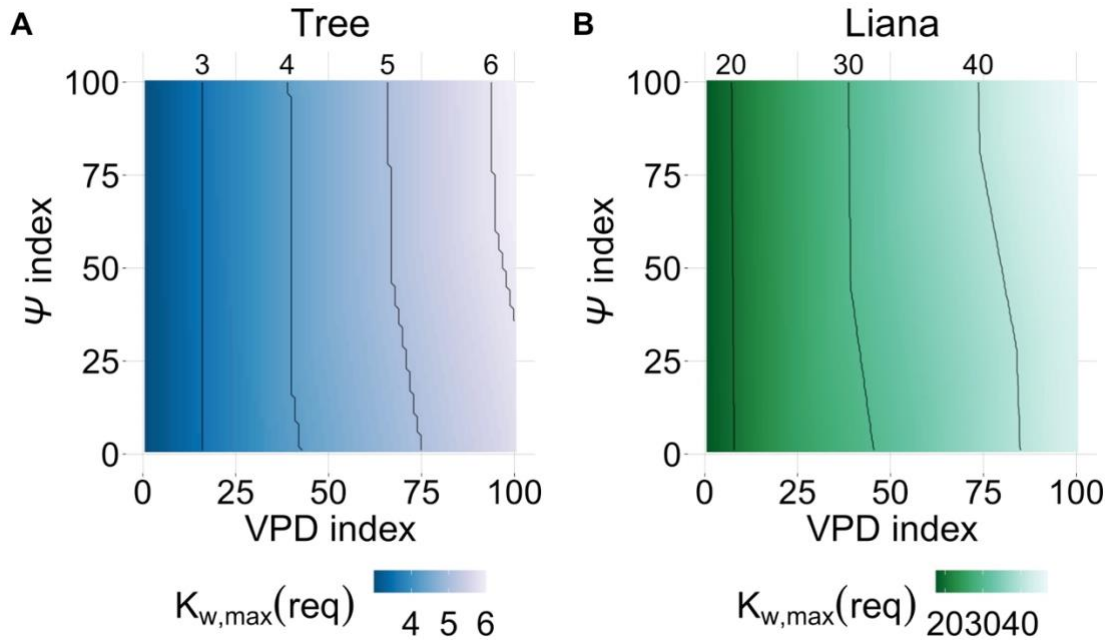 A Tree
3 4 5 6
100
75
50
25
0
Ψ index
0 25 50 75 100
VPD index
Kw,max(req)
4 5 6
B Liana
20 30 40
100
75
50
25
0
Ψ index
0 25 50 75 100
VPD index
Kw,max(req)
203040